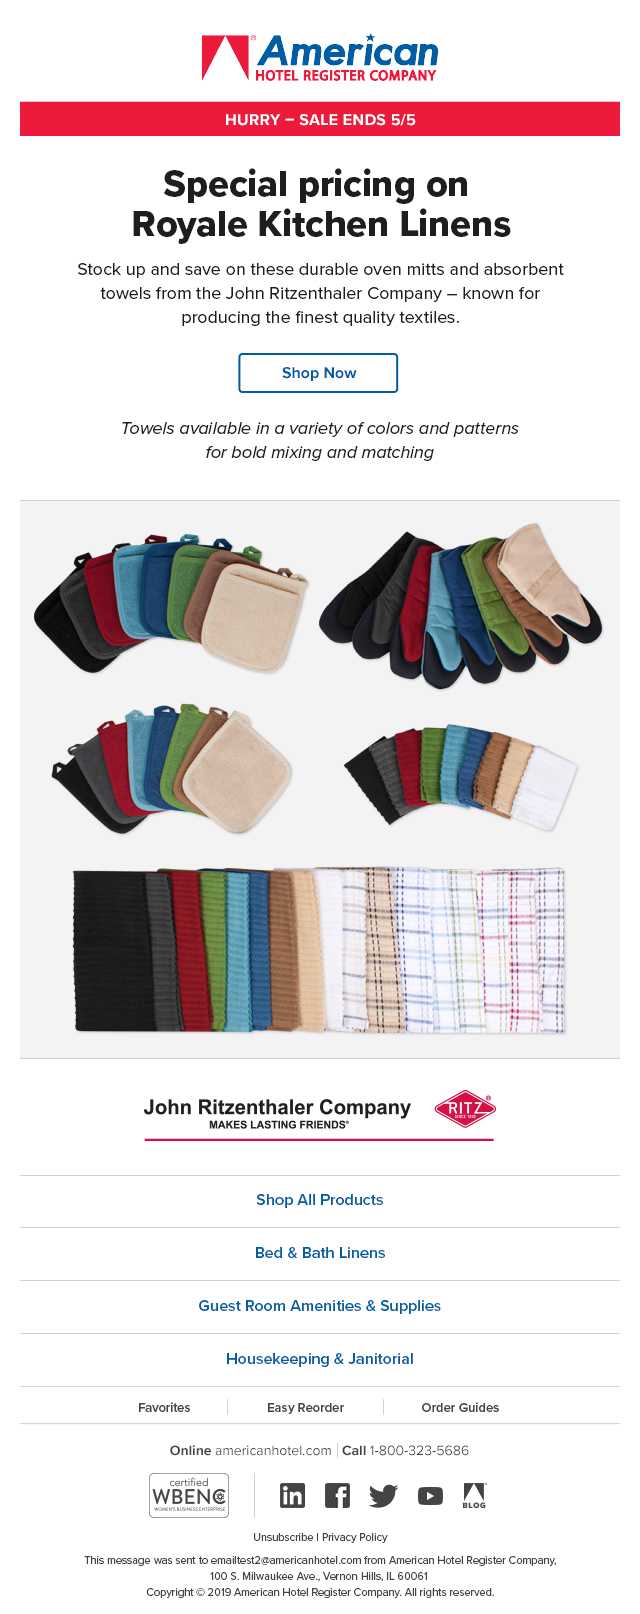 American
HOTEL REGISTER COMPANY
HURRY – SALE ENDS 5/5
Special pricing on
Royale Kitchen Linens
Stock up and save on these durable oven mitts and absorbent
towels from the John Ritzenthaler Company – known for
producing the finest quality textiles.
Shop Now
Towels available in a variety of colors and patterns
for bold mixing and matching
John Ritzenthaler Company
MAKES LASTING FRIENDS®
RITZ®
Shop All Products
Bed & Bath Linens
Guest Room Amenities & Supplies
Housekeeping & Janitorial
Favorites
Easy Reorder
Order Guides
Online americanhotel.com | Call 1-800-323-5686
certified
WBENC
WOMEN'S BUSINESS ENTERPRISE
in
BLOG
Unsubscribe | Privacy Policy
This message was sent to emailtest2@americanhotel.com from American Hotel Register Company,
100 S. Milwaukee Ave., Vernon Hills, IL 60061
Copyright © 2019 American Hotel Register Company. All rights reserved.